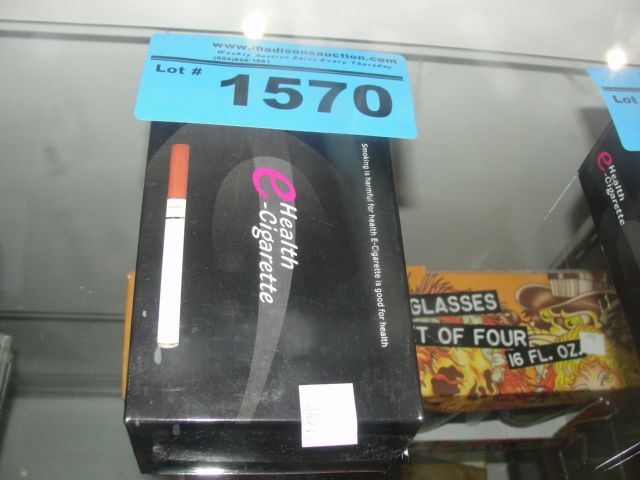 www.madisonsauction.com
Weekly Auction Sales Every Thursday
Lot # 1570
Smoking is harmful for health E-Cigarette is good for health
e Health
-Cigarette
GLASSES
T OF FOUR
16 FL. OZ.
Lot
e Health
-Cigarette